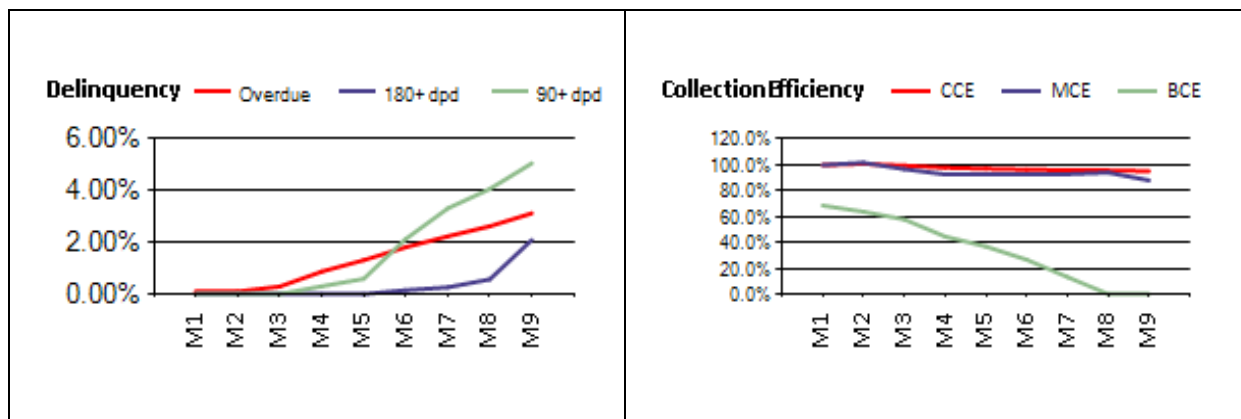 Delinquency Overdue 180+ dpd 90+ dpd
6.00%
4.00%
2.00%
0.00%
M1 M2 M3 M4 M5 M6 M7 M8 M9
Collection Efficiency CCE MCE BCE
120.0%
100.0%
80.0%
60.0%
40.0%
20.0%
0.0%
M1 M2 M3 M4 M5 M6 M7 M8 M9